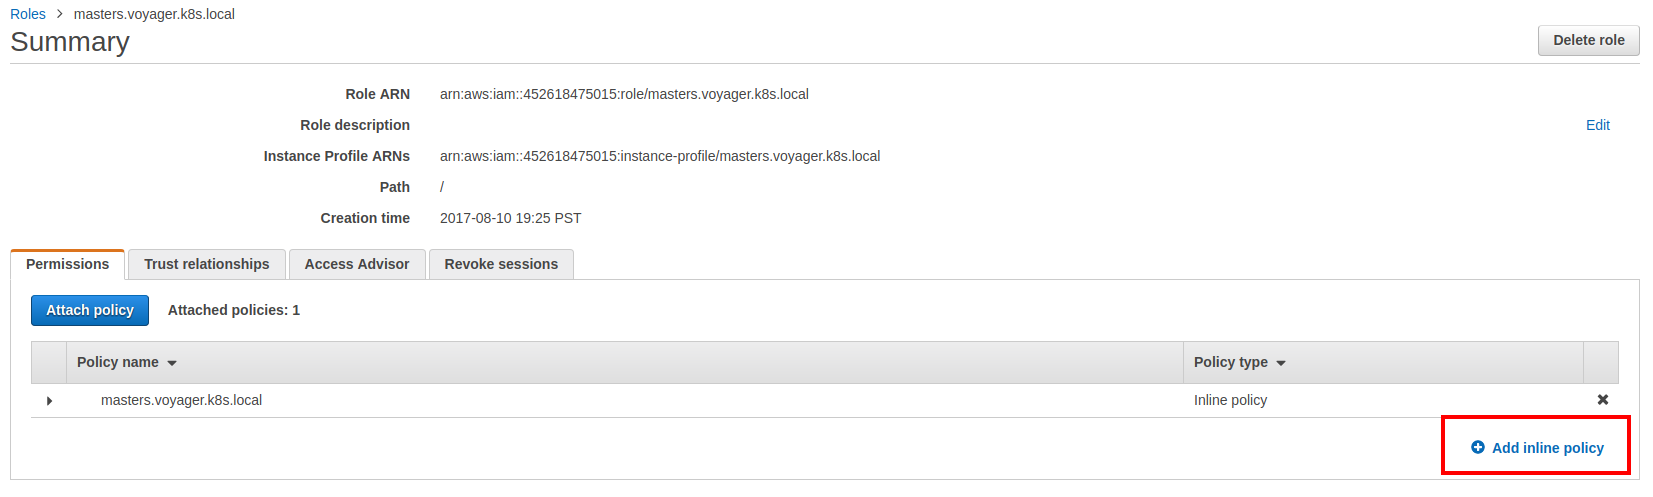 Roles > masters.voyager.k8s.local
Summary
Delete role
Role ARN arn:aws:iam::452618475015:role/masters.voyager.k8s.local
Role description Edit
Instance Profile ARNs arn:aws:iam::452618475015:instance-profile/masters.voyager.k8s.local
Path /
Creation time 2017-08-10 19:25 PST
Permissions Trust relationships Access Advisor Revoke sessions
Attach policy Attached policies: 1
Policy name Policy type
masters.voyager.k8s.local Inline policy
Add inline policy